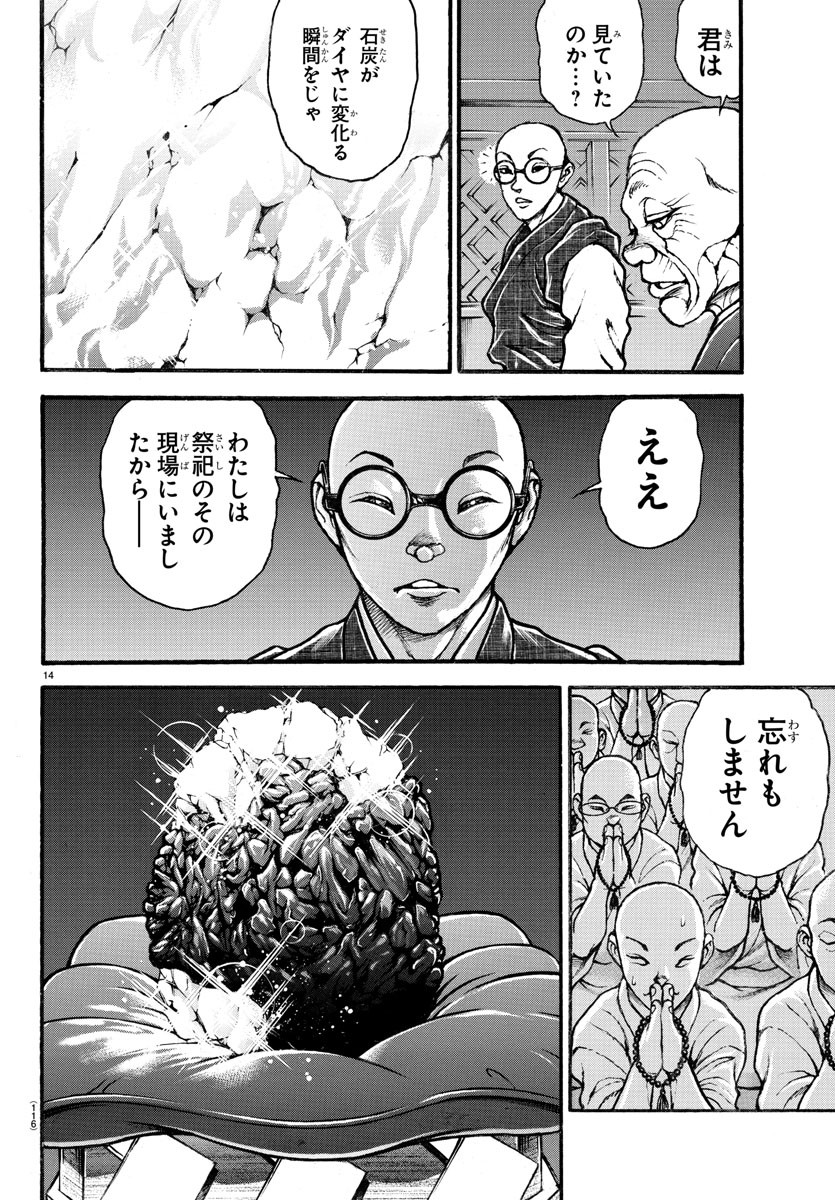 君は
見ていた
のか…?
石炭が
ダイヤに変化る
瞬間をじゃ
ええ
わたしは
祭祀のその
現場にいまし
たから──
14
忘れも
しません
(116)